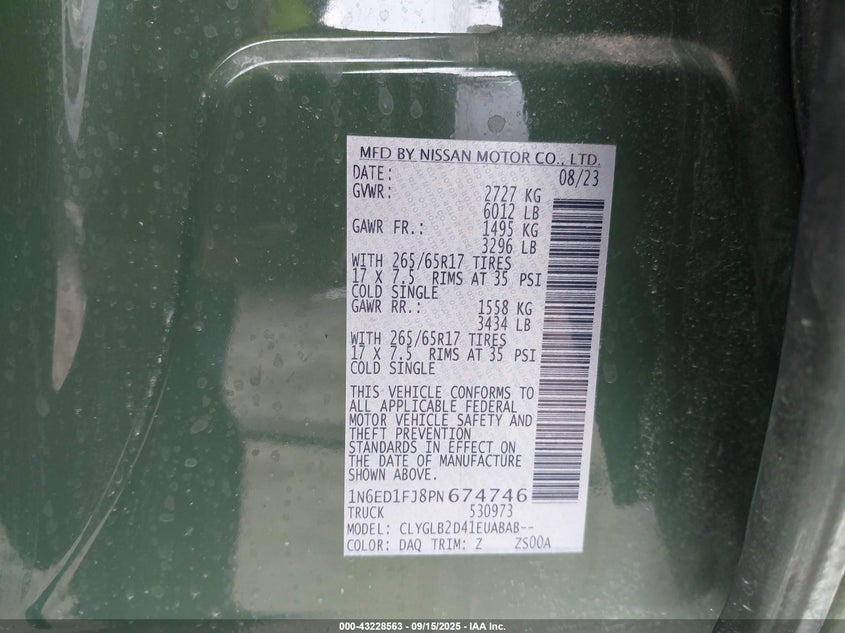 MFD BY NISSAN MOTOR CO., LTD.
DATE: 08/23
GVWR: 2727 KG
6012 LB
GAWR FR.: 1495 KG
3296 LB
WITH 265/65R17 TIRES
17 X 7.5 RIMS AT 35 PSI
COLD SINGLE
GAWR RR.: 1558 KG
3434 LB
WITH 265/65R17 TIRES
17 X 7.5 RIMS AT 35 PSI
COLD SINGLE
THIS VEHICLE CONFORMS TO
ALL APPLICABLE FEDERAL
MOTOR VEHICLE SAFETY AND
THEFT PREVENTION
STANDARDS IN EFFECT ON
THE DATE OF MANUFACTURE
SHOWN ABOVE.
1N6ED1FJ8PN674746
TRUCK 530973
MODEL: CLYGLB2D41EUABAB--
COLOR: DAQ TRIM: Z ZS00A
000-43228563 - 09/15/2025 - IAA Inc.